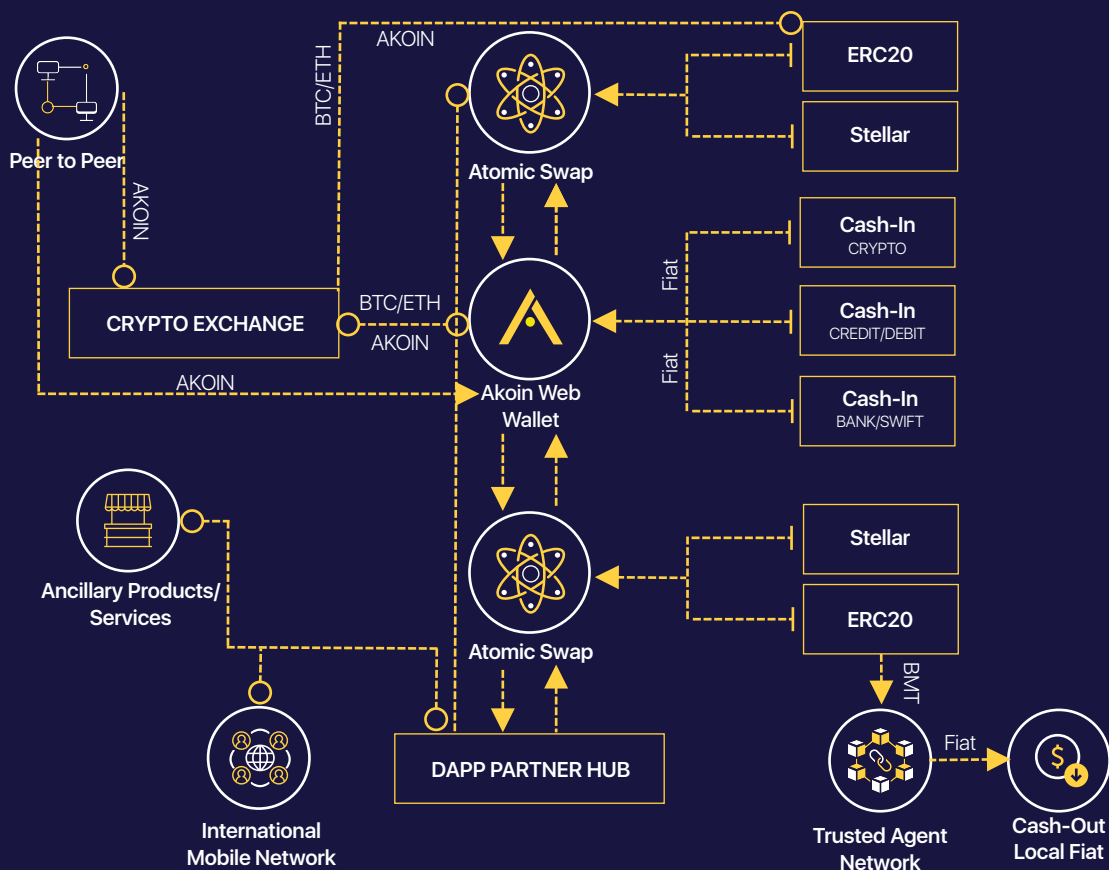 AKOIN
BTC/ETH
ERC20
Stellar
Peer to Peer
AKOIN
Atomic Swap
Cash-In
CRYPTO
Fiat
CRYPTO EXCHANGE
BTC/ETH
AKOIN
Cash-In
CREDIT/DEBIT
Fiat
AKOIN
Akoin Web
Wallet
Cash-In
BANK/SWIFT
Stellar
Ancillary Products/
Services
ERC20
Atomic Swap
BMT
DAPP PARTNER HUB
Fiat
International
Mobile Network
Trusted Agent
Network
Cash-Out
Local Fiat